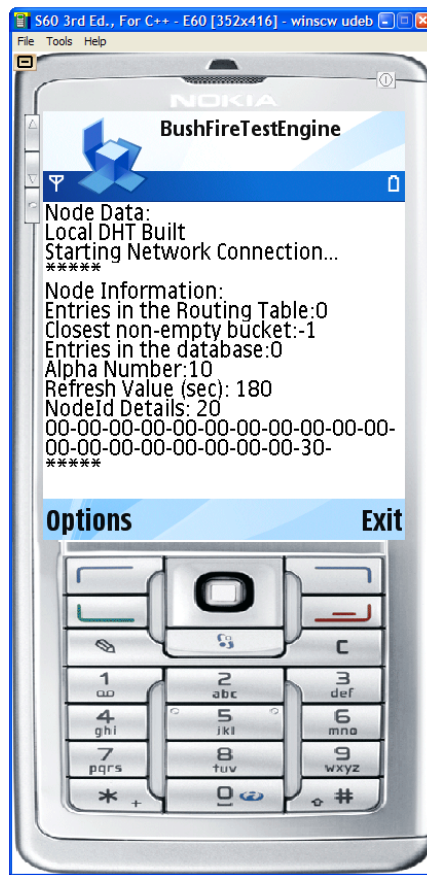 S60 3rd Ed., For C++ - E60 [352x416] - winscw udeb
File Tools Help
NOKIA
BushFireTestEngine
Node Data:
Local DHT Built
Starting Network Connection...
*****
Node Information:
Entries in the Routing Table:0
Closest non-empty bucket:-1
Entries in the database:0
Alpha Number:10
Refresh Value (sec): 180
NodeId Details: 20
00-00-00-00-00-00-00-00-00-00-00-
00-00-00-00-00-00-00-00-30-
*****
Options Exit
C
1 2 abc 3 def
4 ghi 5 jkl 6 mno
7 pqrs 8 tuv 9 wxyz
* + 0 #